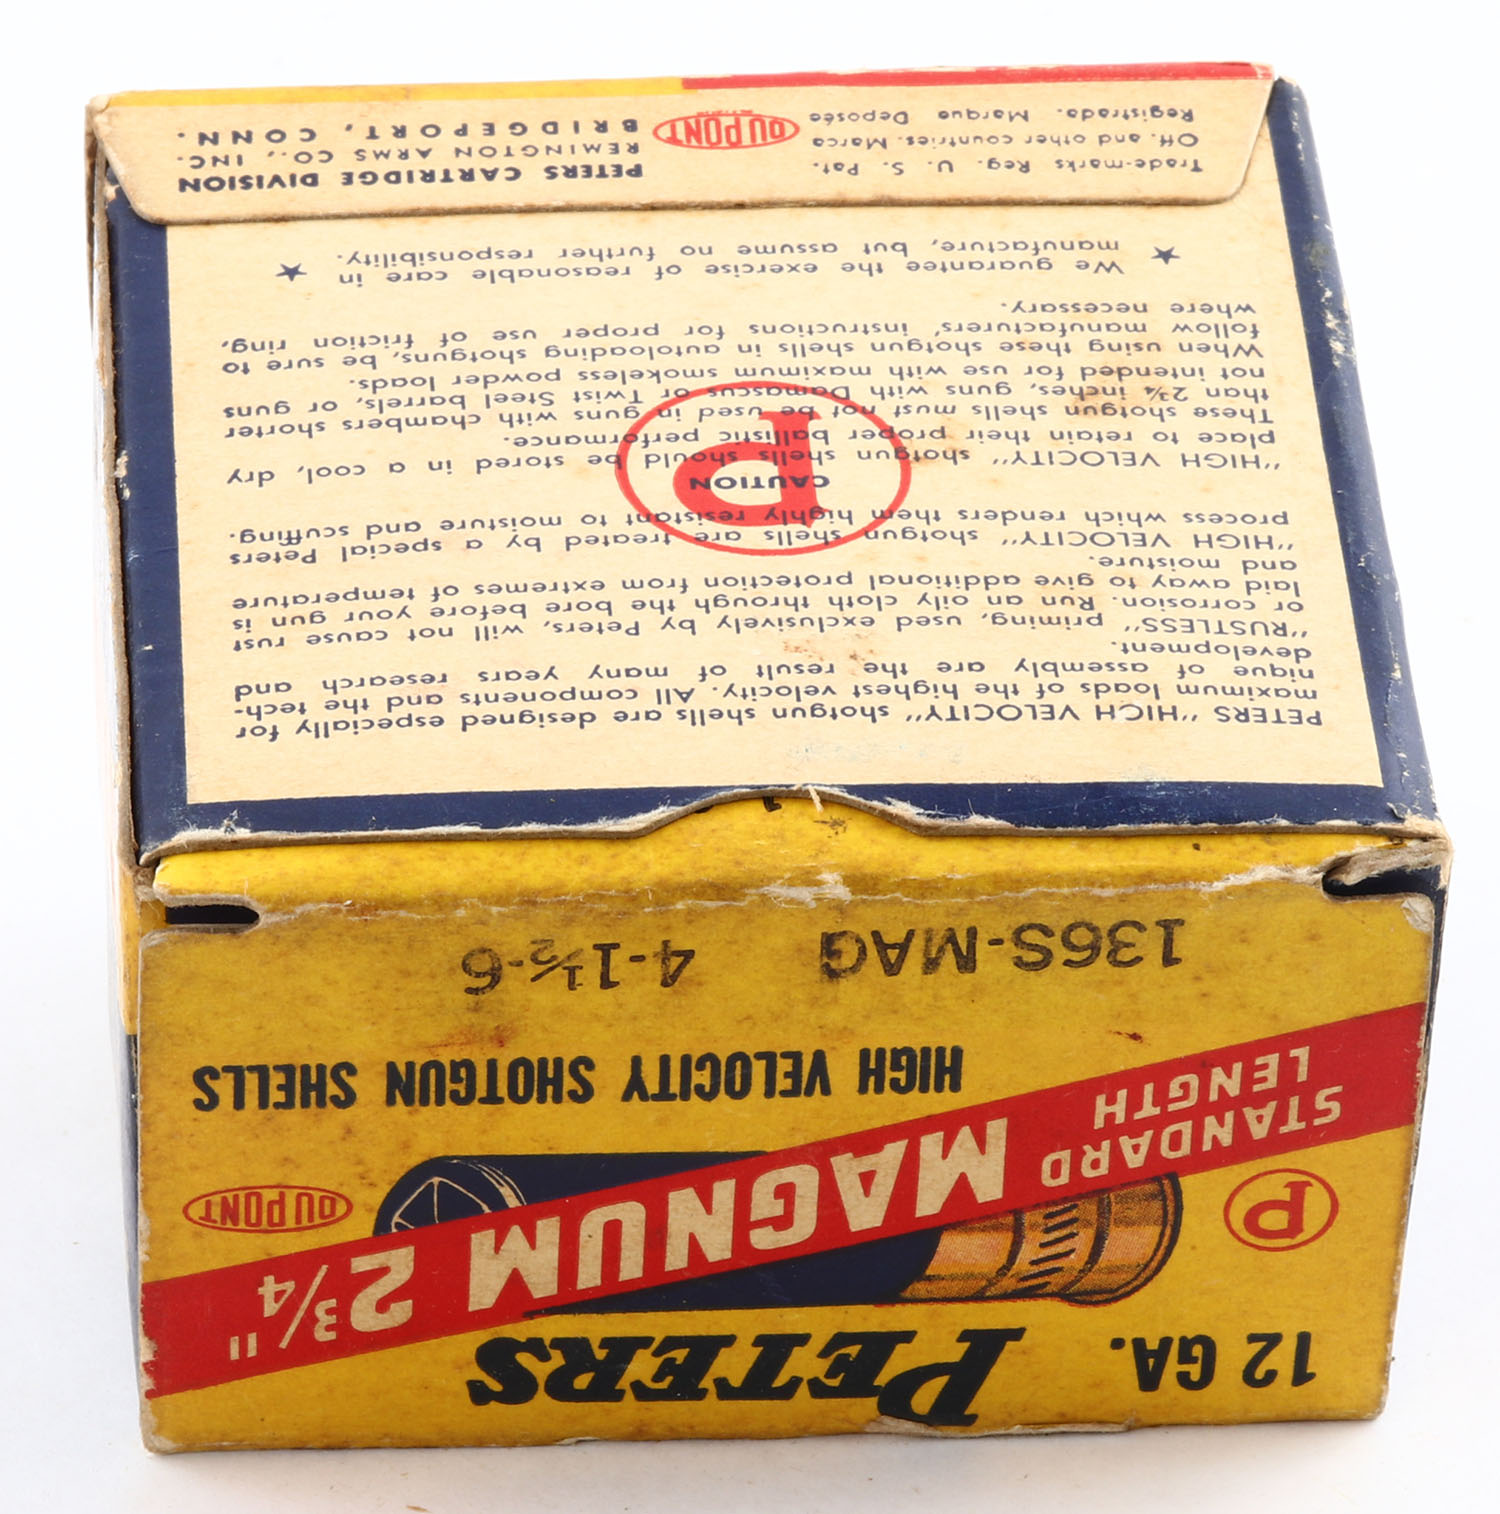 12 GA. PETERS
STANDARD LENGTH MAGNUM 2¾"
P
DU PONT
HIGH VELOCITY SHOTGUN SHELLS
136S-MAG 4-1½-6
PETERS "HIGH VELOCITY" shotgun shells are designed especially for
maximum loads of the highest velocity. All components and the tech-
nique of assembly are the result of many years research and
development.
"RUSTLESS" priming, used exclusively by Peters, will not cause rust
or corrosion. Run an oily cloth through the bore before your gun is
laid away to give additional protection from extremes of temperature
and moisture.
"HIGH VELOCITY" shotgun shells are treated by a special Peters
process which renders them highly resistant to moisture and scuffing.
CAUTION
P
"HIGH VELOCITY" shotgun shells should be stored in a cool, dry
place to retain their proper ballistic performance.
These shotgun shells must not be used in guns with chambers shorter
than 2¾ inches, guns with Damascus or Twist Steel barrels, or guns
not intended for use with maximum smokeless powder loads.
When using these shotgun shells in autoloading shotguns, be sure to
follow manufacturers' instructions for proper use of friction ring,
where necessary.
★ We guarantee the exercise of reasonable care in ★
manufacture, but assume no further responsibility.
Trade-marks Reg. U. S. Pat.
Off. and other countries. Marca
Registrada. Marque Deposée
DU PONT
PETERS CARTRIDGE DIVISION
REMINGTON ARMS CO., INC.
BRIDGEPORT, CONN.